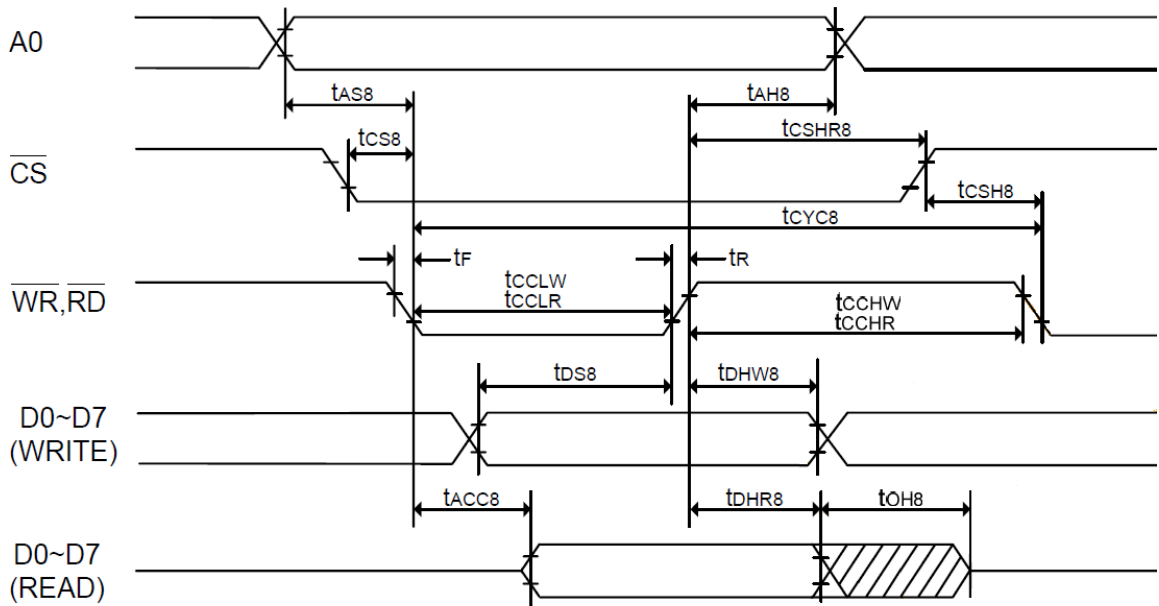 A0
tAS8
tAH8
tCS8
tCSHR8
CS
tCSH8
tCYC8
tF
tR
WR,RD
tCCLW
tCCLR
tCCHW
tCCHR
tDS8
tDHW8
D0~D7
(WRITE)
tACC8
tDHR8
tOH8
D0~D7
(READ)